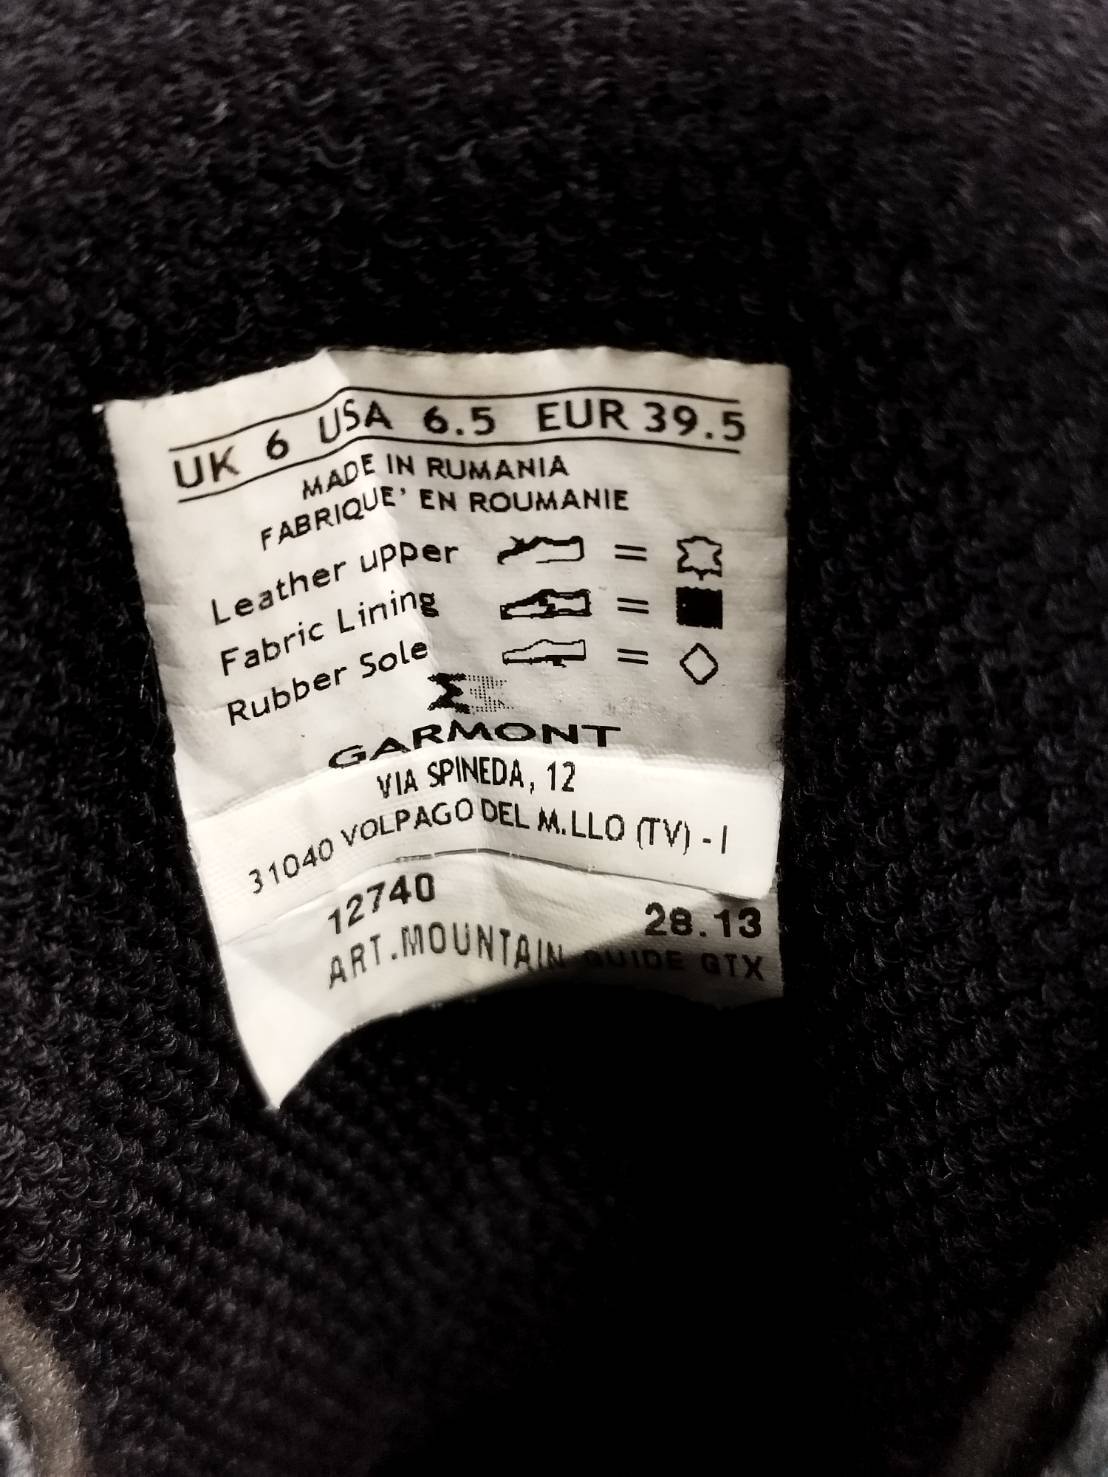 UK 6 USA 6.5 EUR 39.5
MADE IN RUMANIA
FABRIQUE' EN ROUMANIE
Leather upper =
Fabric Lining =
Rubber Sole =
GARMONT
VIA SPINEDA, 12
31040 VOLPAGO DEL M.LLO (TV) - I
12740 28.13
ART.MOUNTAIN GUIDE GTX